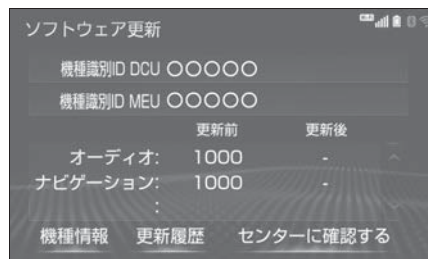 ソフトウェア更新
機種識別ID DCU 〇〇〇〇〇
機種識別ID MEU 〇〇〇〇〇
更新前 更新後
オーディオ: 1000 -
ナビゲーション: 1000 -
:
機種情報 更新履歴 センターに確認する